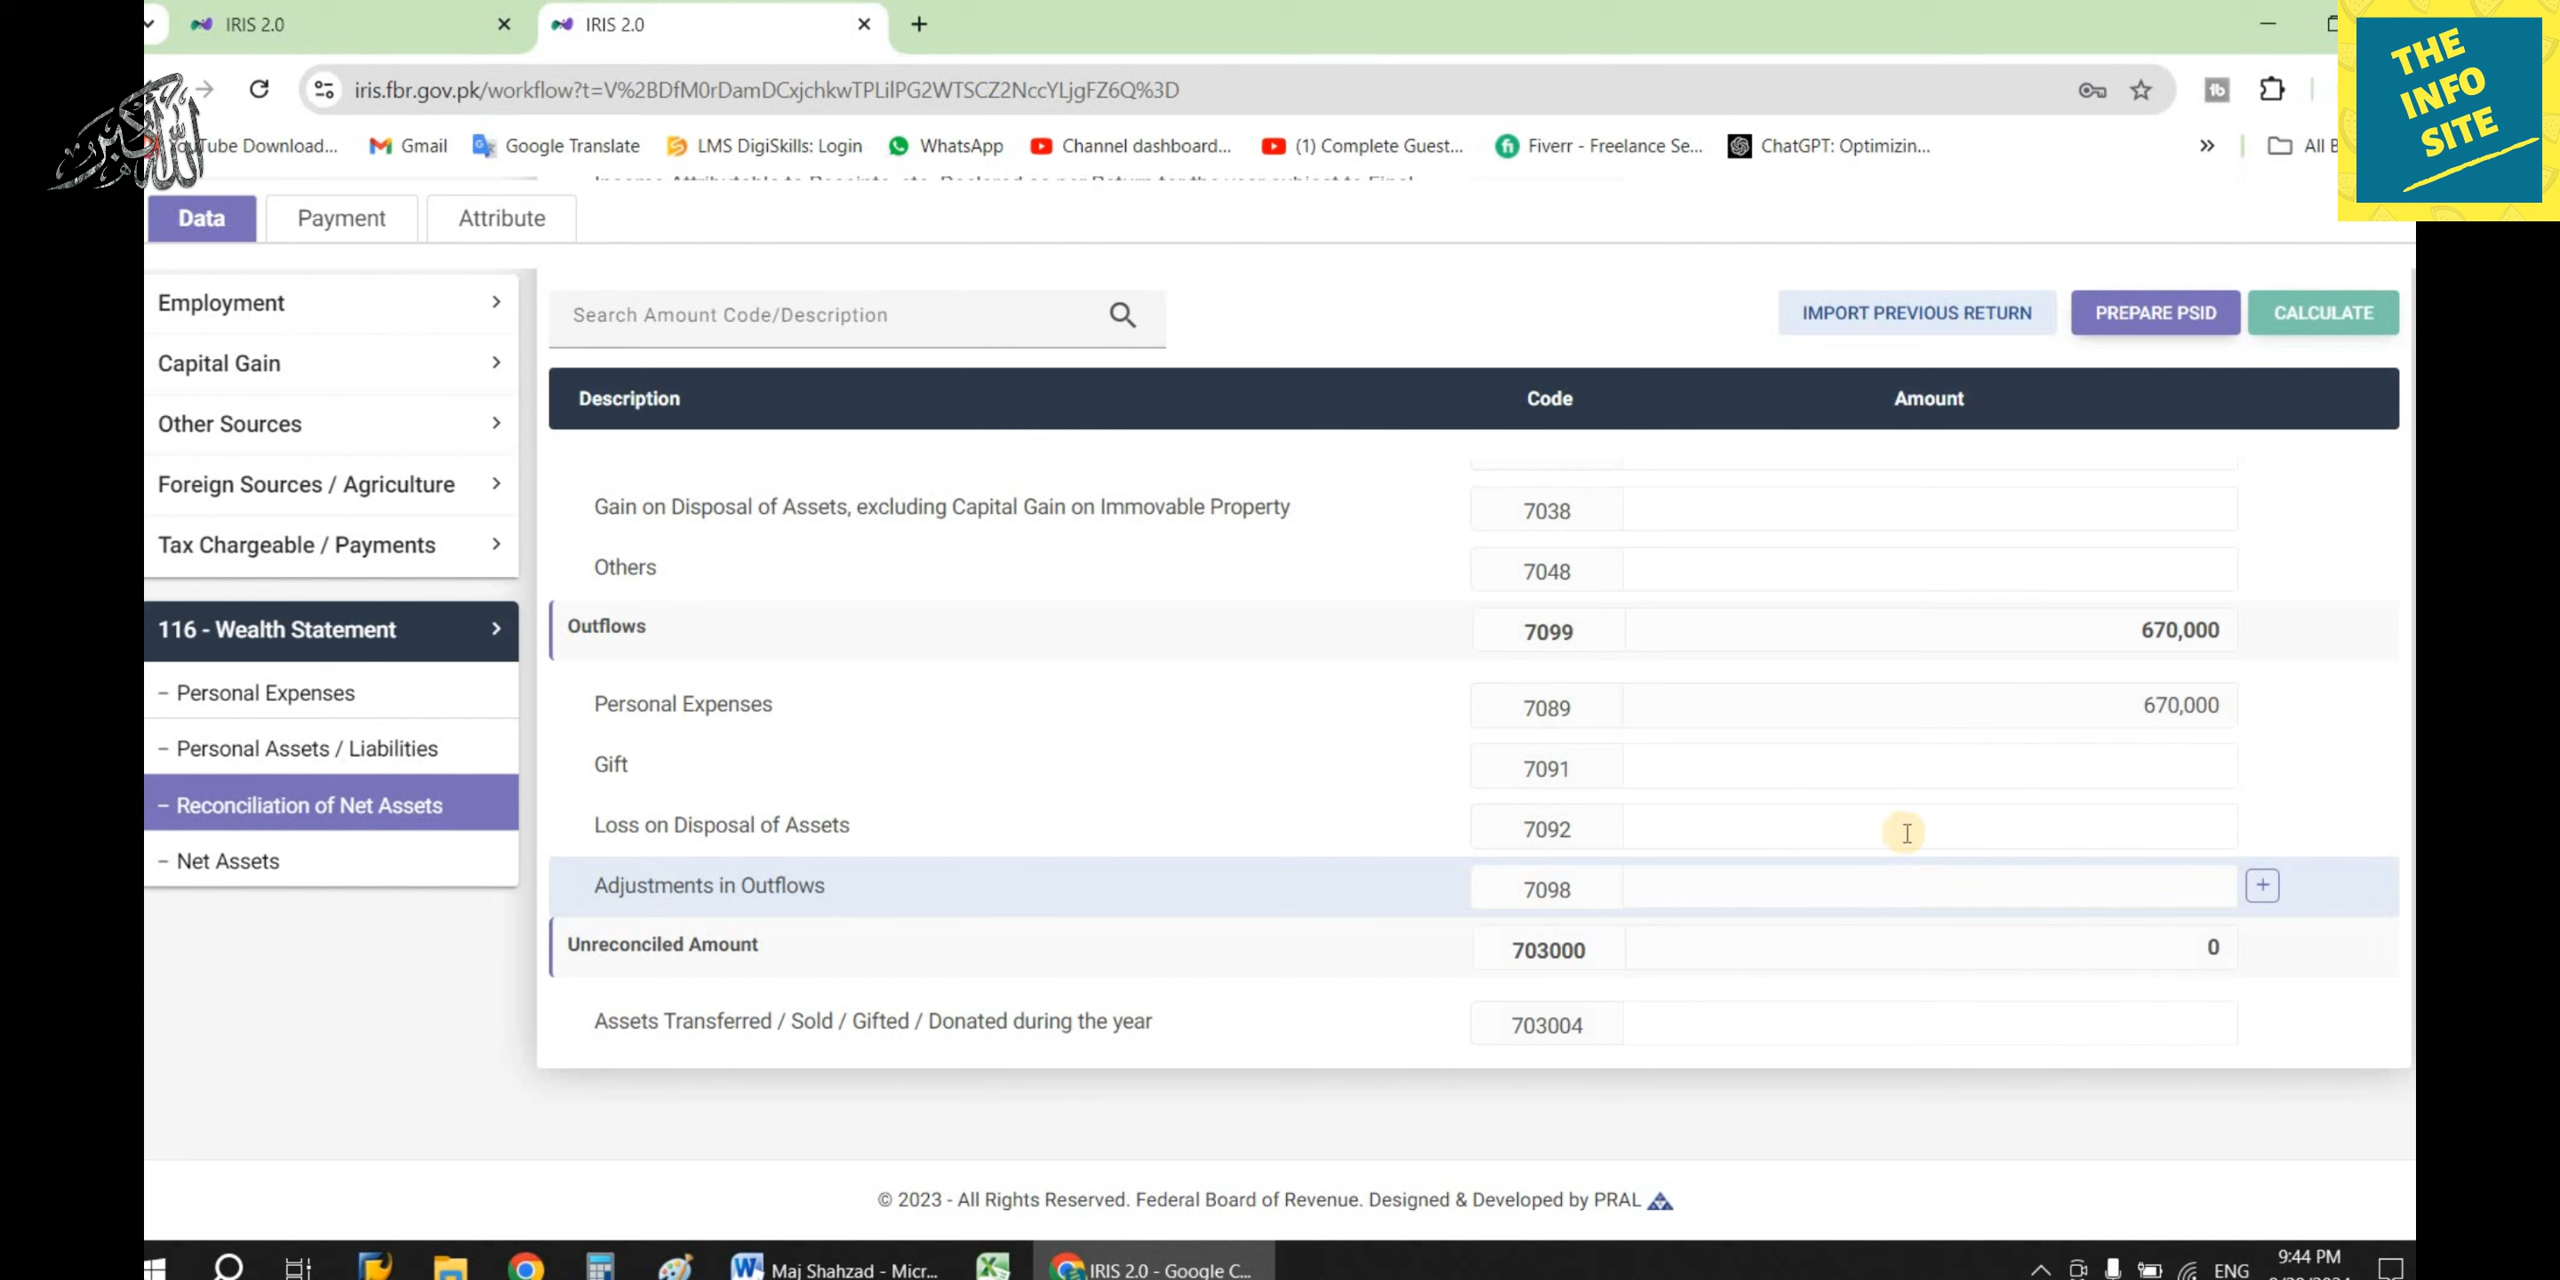 IRIS 2.0
IRIS 2.0
THE
INFO
SITE
iris.fbr.gov.pk/workflow?t=V%2BDfM0rDamDCxjchkwTPLilPG2WTSCZ2NccYLjgFZ6Q%3D
الله اكبر
Tube Download...
Gmail
Google Translate
LMS DigiSkills: Login
WhatsApp
Channel dashboard...
(1) Complete Guest...
Fiverr - Freelance Se...
ChatGPT: Optimizin...
All B
Data
Payment
Attribute
Employment
Capital Gain
Other Sources
Foreign Sources / Agriculture
Tax Chargeable / Payments
116 - Wealth Statement
– Personal Expenses
– Personal Assets / Liabilities
– Reconciliation of Net Assets
– Net Assets
Search Amount Code/Description
IMPORT PREVIOUS RETURN
PREPARE PSID
CALCULATE
Description Code Amount
Gain on Disposal of Assets, excluding Capital Gain on Immovable Property 7038
Others 7048
Outflows 7099 670,000
Personal Expenses 7089 670,000
Gift 7091
Loss on Disposal of Assets 7092
Adjustments in Outflows 7098 +
Unreconciled Amount 703000 0
Assets Transferred / Sold / Gifted / Donated during the year 703004
© 2023 - All Rights Reserved. Federal Board of Revenue. Designed & Developed by PRAL
Maj Shahzad - Micr...
IRIS 2.0 - Google C...
ENG
9:44 PM